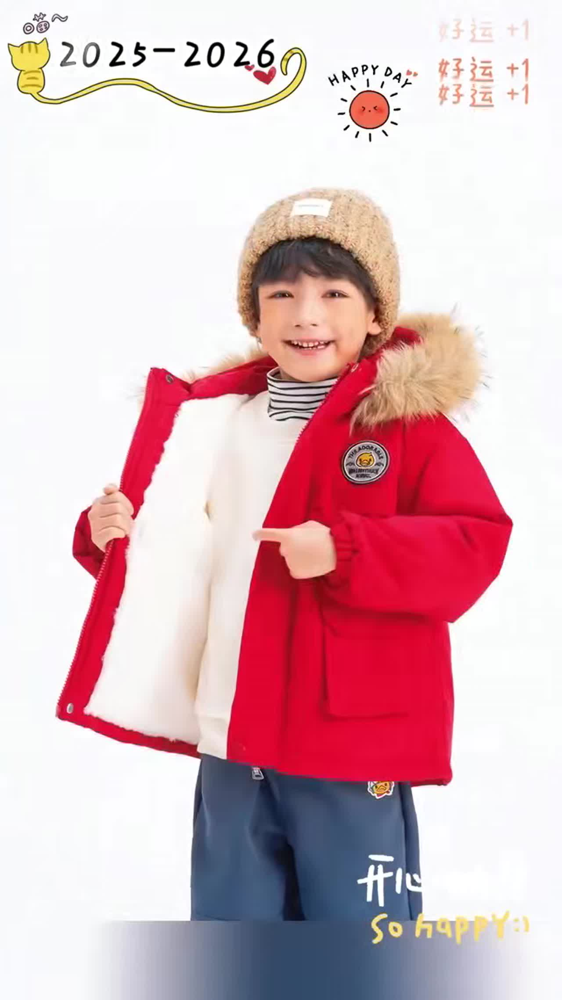 喵~
2025-2026
HAPPY DAY
好运 +1
好运 +1
好运 +1
THE ADORABLE
开心
so happy:)